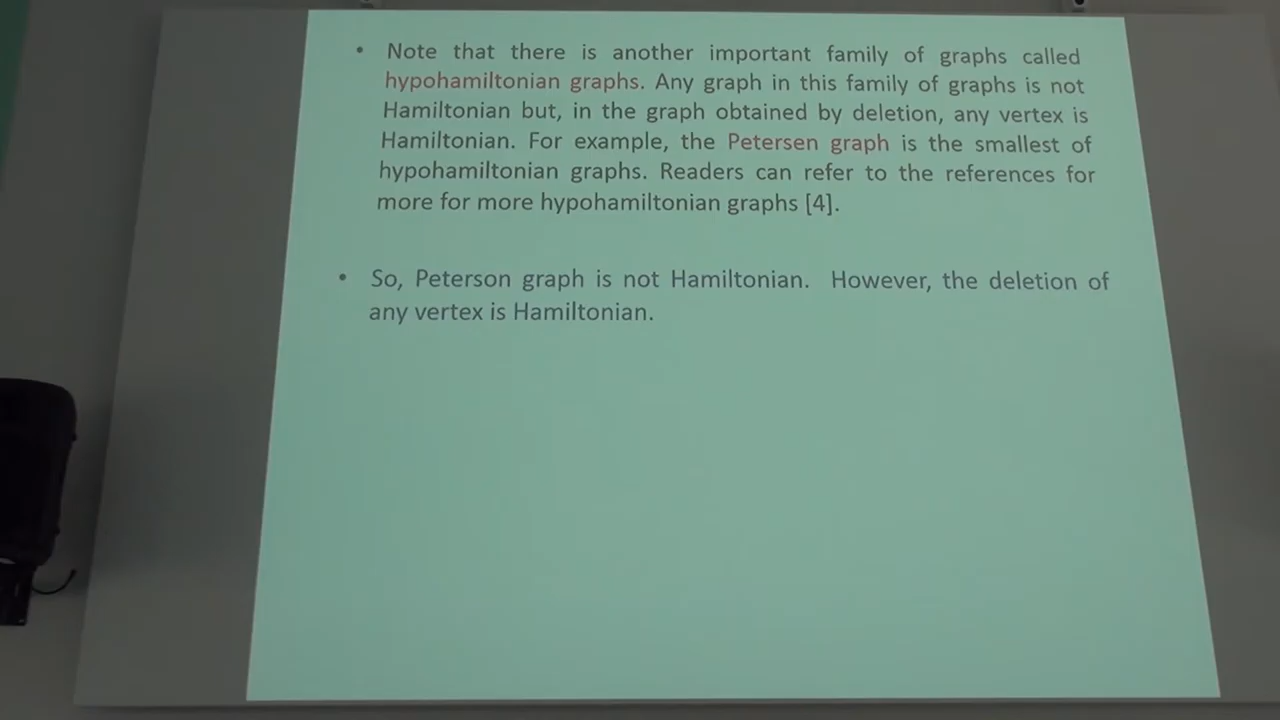 • Note that there is another important family of graphs called
hypohamiltonian graphs. Any graph in this family of graphs is not
Hamiltonian but, in the graph obtained by deletion, any vertex is
Hamiltonian. For example, the Petersen graph is the smallest of
hypohamiltonian graphs. Readers can refer to the references for
more for more hypohamiltonian graphs [4].
• So, Peterson graph is not Hamiltonian. However, the deletion of
any vertex is Hamiltonian.